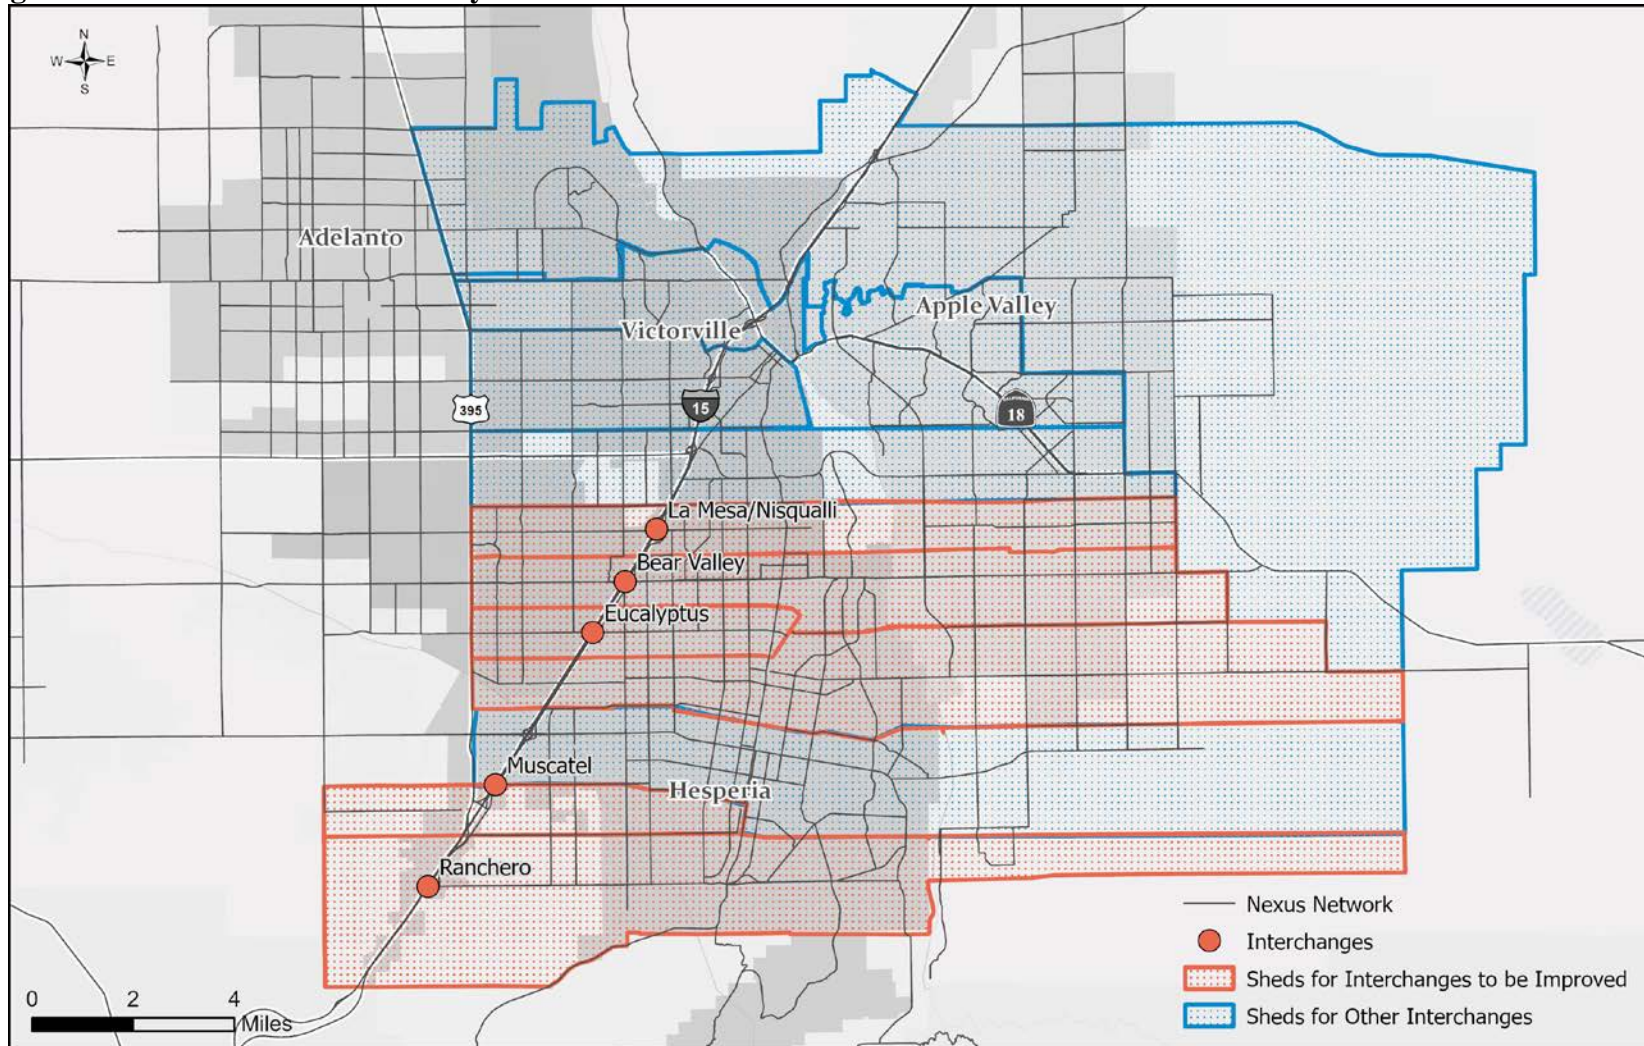 N
W E
S
Adelanto
Apple Valley
Victorville
395
15
CALIFORNIA
18
La Mesa/Nisqualli
Bear Valley
Eucalyptus
Muscatel
Hesperia
Ranchero
Nexus Network
Interchanges
Sheds for Interchanges to be Improved
Sheds for Other Interchanges
0 2 4
Miles